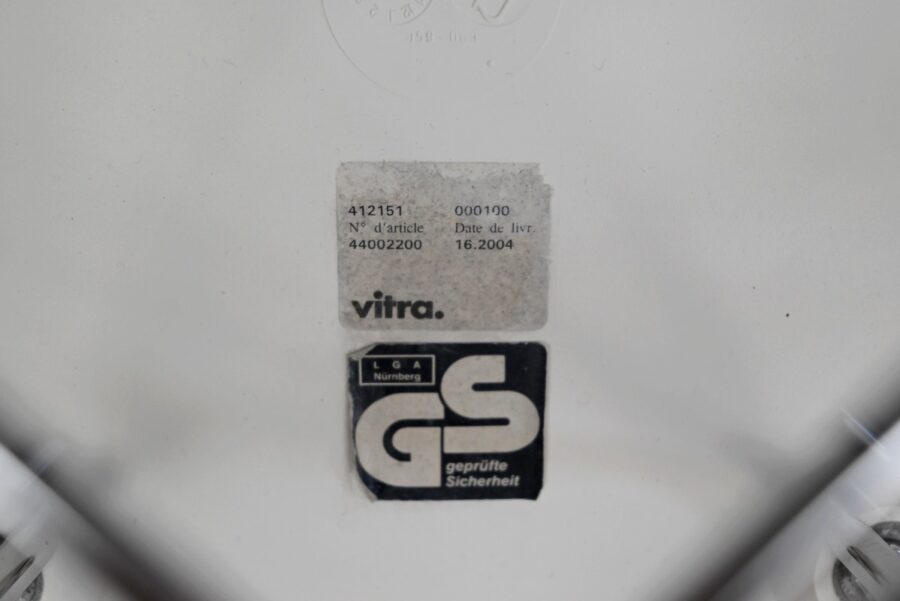 412151 000100
N° d'article Date de livr.
44002200 16.2004
vitra.
L G A
Nürnberg
GS
geprüfte
Sicherheit